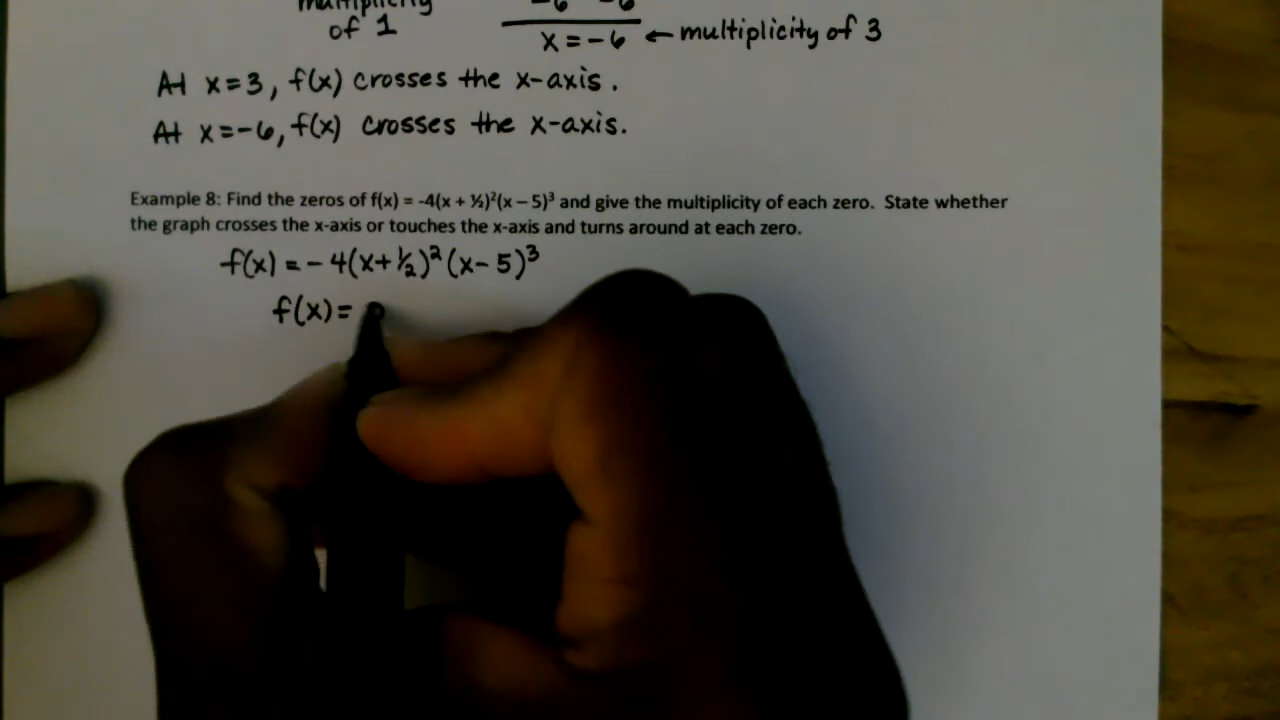 multiplicity
of 1
-6 -6
x = -6 ← multiplicity of 3
At x=3, f(x) crosses the x-axis.
At x=-6, f(x) crosses the x-axis.
Example 8: Find the zeros of f(x) = -4(x + ½)²(x – 5)³ and give the multiplicity of each zero. State whether
the graph crosses the x-axis or touches the x-axis and turns around at each zero.
f(x) = - 4(x+½)²(x- 5)³
f(x)=